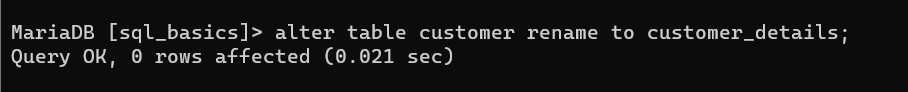 MariaDB [sql_basics]> alter table customer rename to customer_details;
Query OK, 0 rows affected (0.021 sec)